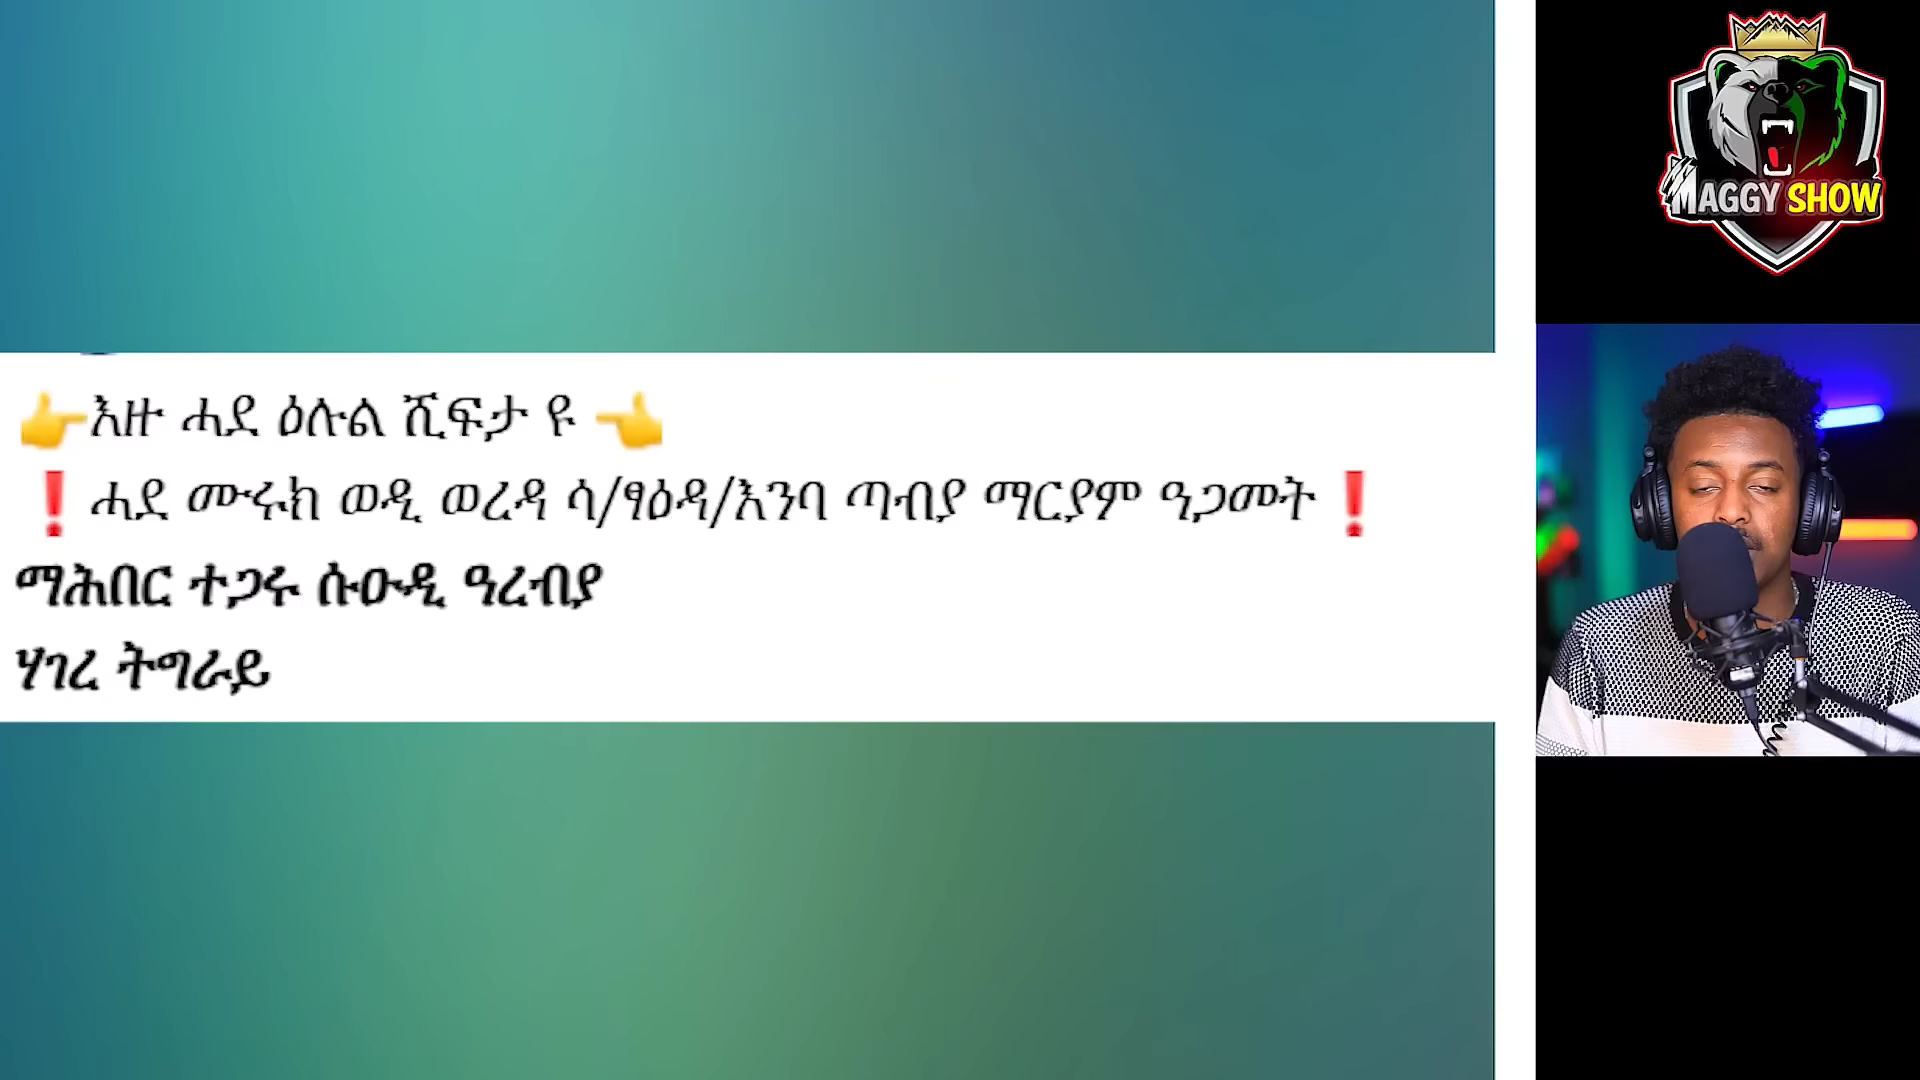 👉እዙ ሓደ ዕሉል ሺፍታ ዩ 👈
❗ሓደ ሙሩክ ወዲ ወረዳ ሳ/ፃዕዳ/እንባ ጣብያ ማርያም ዓጋመት❗
ማሕበር ተጋሩ ሱዑዲ ዓረብያ
ሃገረ ትግራይ
MAGGY SHOW